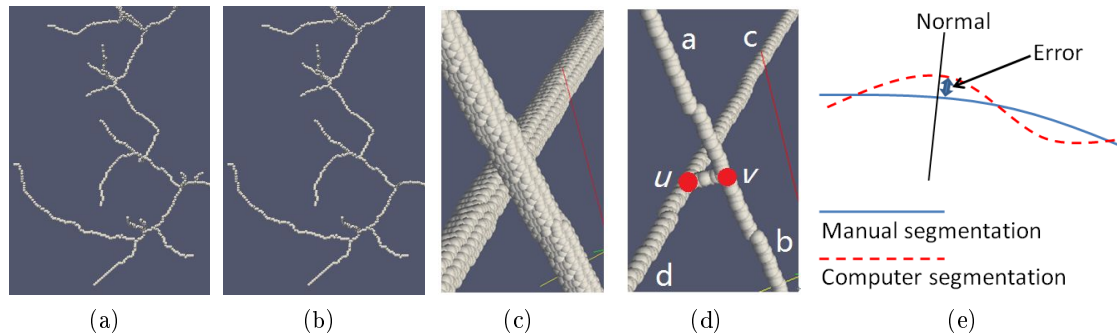 a
c
u
v
b
d
Normal
Error
Manual segmentation
Computer segmentation
(a)
(b)
(c)
(d)
(e)